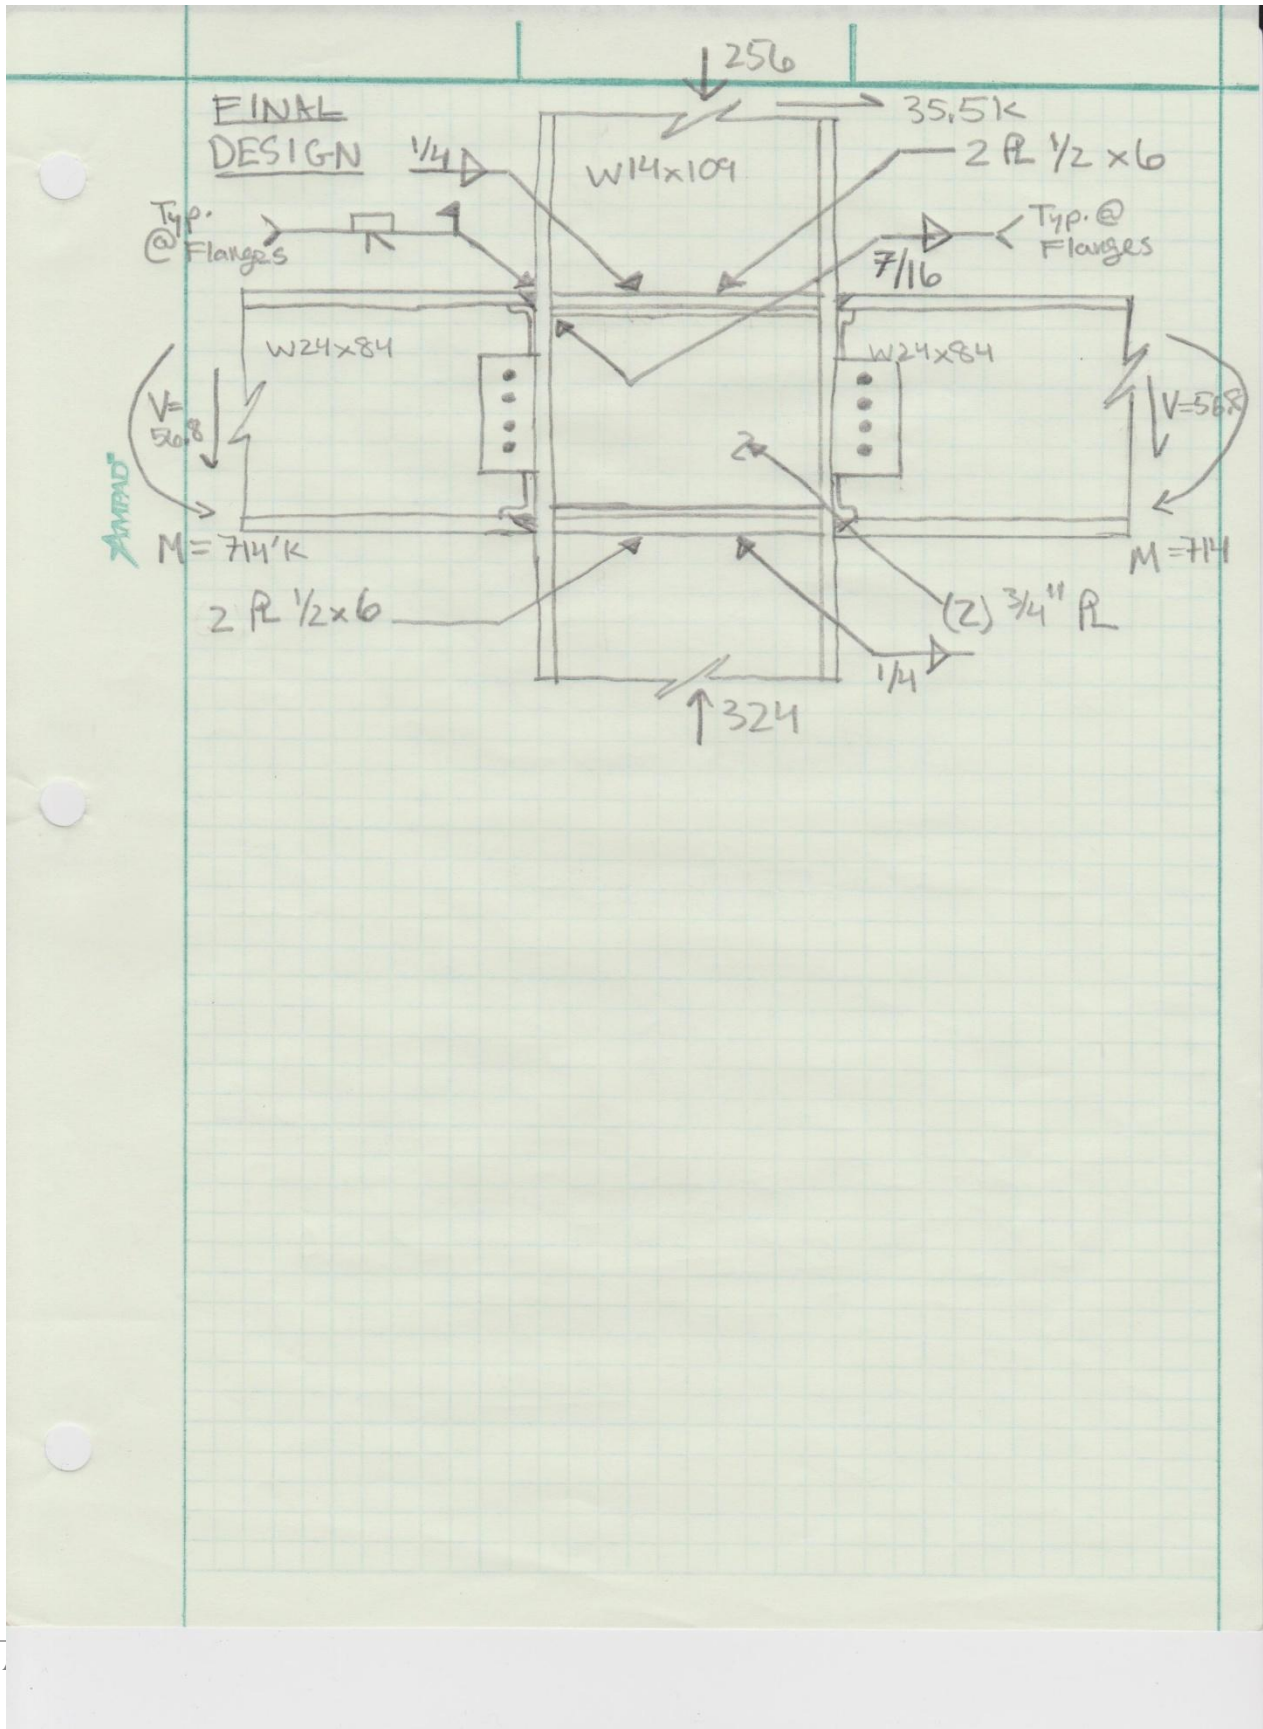 256
35.5K
FINAL
DESIGN
1/4
W14x109
2 PL 1/2 x 6
Typ.
@ Flanges
Typ. @
Flanges
7/16
W24x84
W24x84
V=
56.8
V=56.8
AMPAD
M = 714'K
M = 714
2 PL 1/2 x 6
(2) 3/4" PL
1/4
324